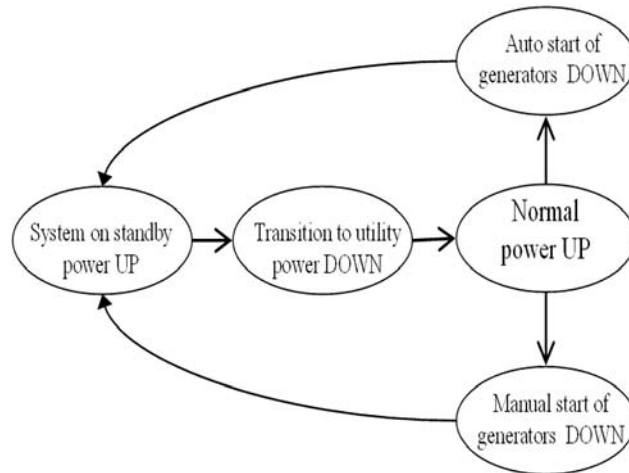 Auto start of
generators DOWN
System on standby
power UP
Transition to utility
power DOWN
Normal
power UP
Manual start of
generators DOWN